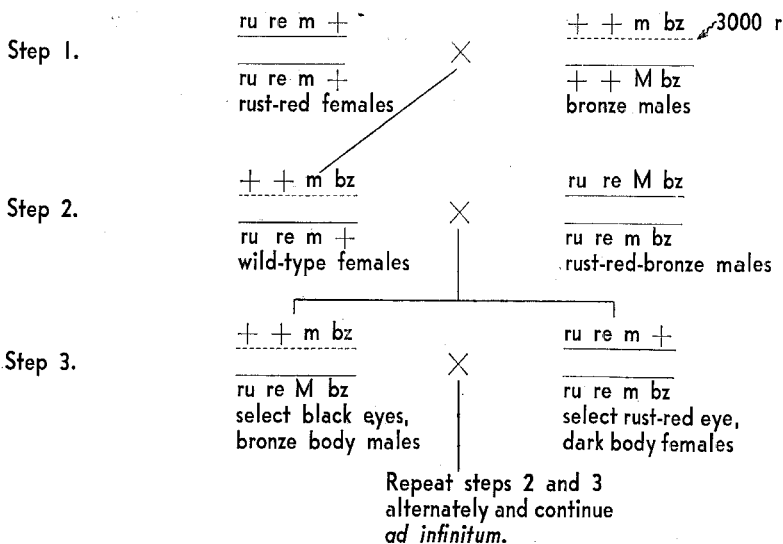 ru re m +
+ + m bz 3000 r
Step 1.
×
ru re m +
+ + M bz
rust-red females
bronze males
+ + m bz
ru re M bz
Step 2.
×
ru re m +
ru re m bz
wild-type females
rust-red-bronze males
+ + m bz
ru re m +
Step 3.
×
ru re M bz
ru re m bz
select black eyes,
bronze body males
select rust-red eye,
dark body females
Repeat steps 2 and 3
alternately and continue
ad infinitum.